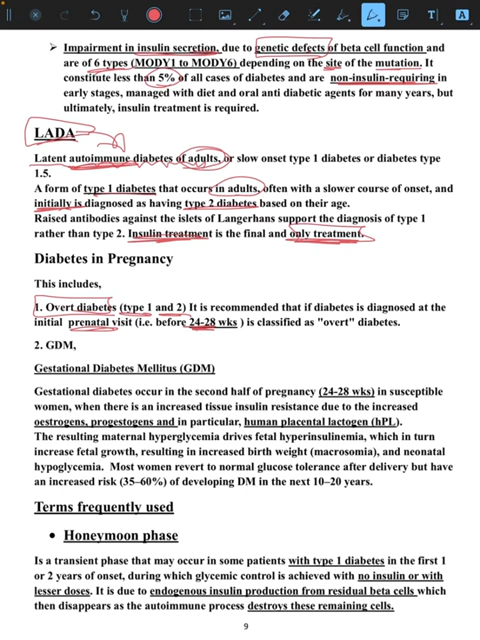 ➢ Impairment in insulin secretion, due to genetic defects of beta cell function and
are of 6 types (MODY1 to MODY6) depending on the site of the mutation. It
constitute less than 5% of all cases of diabetes and are non-insulin-requiring in
early stages, managed with diet and oral anti diabetic agents for many years, but
ultimately, insulin treatment is required.
LADA
Latent autoimmune diabetes of adults, or slow onset type 1 diabetes or diabetes type
1.5.
A form of type 1 diabetes that occurs in adults, often with a slower course of onset, and
initially is diagnosed as having type 2 diabetes based on their age.
Raised antibodies against the islets of Langerhans support the diagnosis of type 1
rather than type 2. Insulin treatment is the final and only treatment.
Diabetes in Pregnancy
This includes,
1. Overt diabetes (type 1 and 2) It is recommended that if diabetes is diagnosed at the
initial prenatal visit (i.e. before 24-28 wks ) is classified as "overt" diabetes.
2. GDM,
Gestational Diabetes Mellitus (GDM)
Gestational diabetes occur in the second half of pregnancy (24-28 wks) in susceptible
women, when there is an increased tissue insulin resistance due to the increased
oestrogens, progestogens and in particular, human placental lactogen (hPL).
The resulting maternal hyperglycemia drives fetal hyperinsulinemia, which in turn
increase fetal growth, resulting in increased birth weight (macrosomia), and neonatal
hypoglycemia. Most women revert to normal glucose tolerance after delivery but have
an increased risk (35–60%) of developing DM in the next 10–20 years.
Terms frequently used
• Honeymoon phase
Is a transient phase that may occur in some patients with type 1 diabetes in the first 1
or 2 years of onset, during which glycemic control is achieved with no insulin or with
lesser doses. It is due to endogenous insulin production from residual beta cells which
then disappears as the autoimmune process destroys these remaining cells.
9